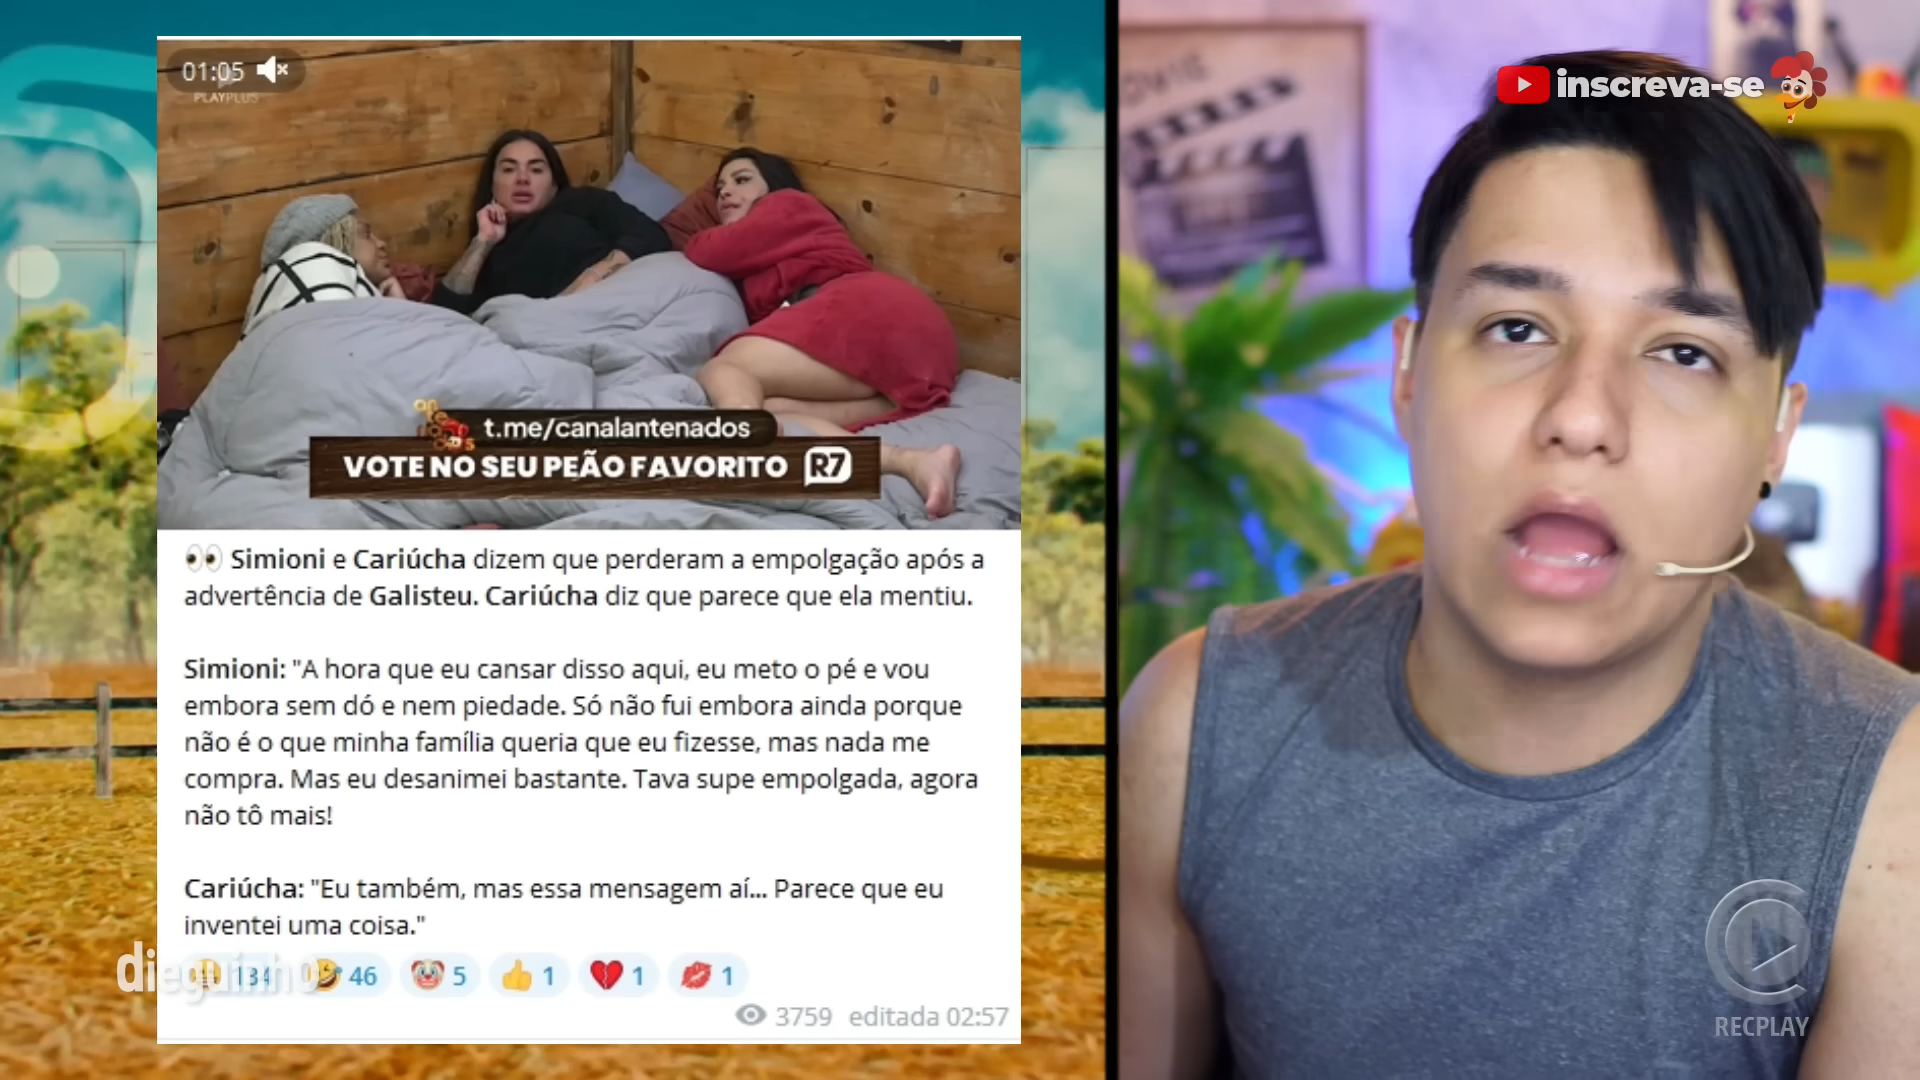 01:05
PLAYPLUS
t.me/canalantenados
VOTE NO SEU PEÃO FAVORITO R7
👀 Simioni e Cariúcha dizem que perderam a empolgação após a
advertência de Galisteu. Cariúcha diz que parece que ela mentiu.
Simioni: "A hora que eu cansar disso aqui, eu meto o pé e vou
embora sem dó e nem piedade. Só não fui embora ainda porque
não é o que minha família queria que eu fizesse, mas nada me
compra. Mas eu desanimei bastante. Tava supe empolgada, agora
não tô mais!
Cariúcha: "Eu também, mas essa mensagem aí... Parece que eu
inventei uma coisa."
134 46 5 1 1 1
3759 editada 02:57
dieguinho
inscreva-se
RECPLAY